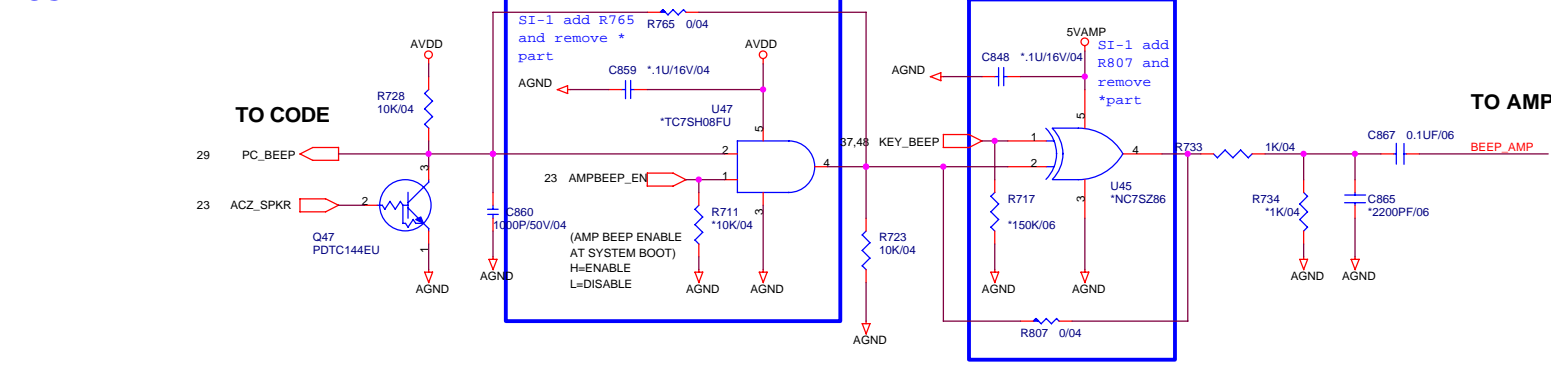 SI-1 add R765
and remove *
part
R765 0/04
AVDD
AVDD
5VAMP
SI-1 add
R807 and
remove
*part
C859 *.1U/16V/04
AGND
C848 *.1U/16V/04
AGND
R728
10K/04
TO CODE
U47
*TC7SH08FU
TO AMP
5
5
29 PC_BEEP
3
2
1
4
37,48 KEY_BEEP
1
2
4
R733 1K/04
C867 0.1UF/06
BEEP_AMP
23 AMPBEEP_EN
23 ACZ_SPKR
2
Q47
PDTC144EU
1
AGND
C860
1000P/50V/04
AGND
R711
*10K/04
AGND
3
AGND
(AMP BEEP ENABLE
AT SYSTEM BOOT)
H=ENABLE
L=DISABLE
R723
10K/04
AGND
R717
*150K/06
AGND
3
AGND
U45
*NC7SZ86
R807 0/04
R734
*1K/04
AGND
C865
*2200PF/06
AGND